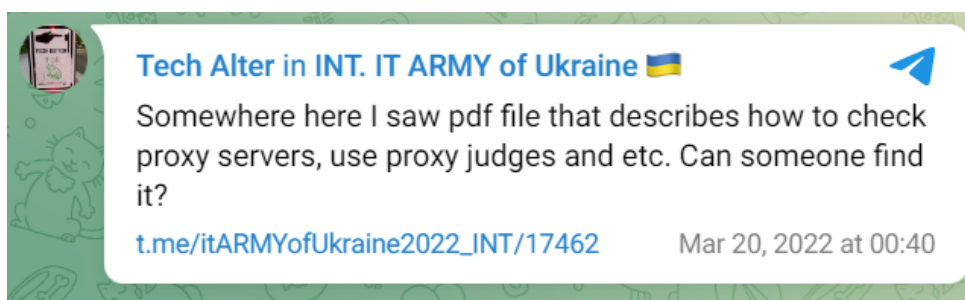 Tech Alter in INT. IT ARMY of Ukraine 🇺🇦
Somewhere here I saw pdf file that describes how to check
proxy servers, use proxy judges and etc. Can someone find
it?
t.me/itARMYofUkraine2022_INT/17462 Mar 20, 2022 at 00:40